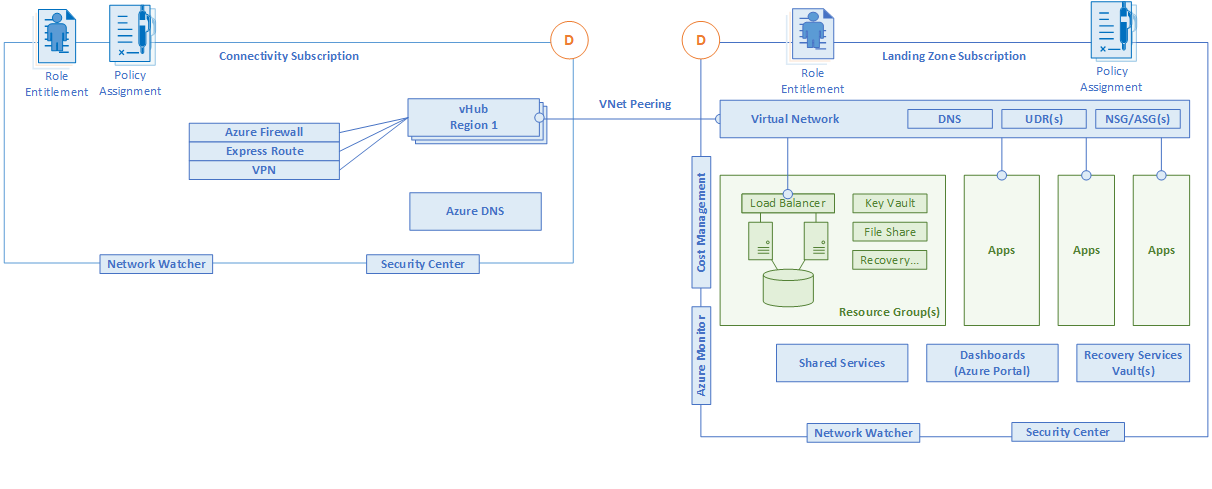 Role
Entitlement
Policy
Assignment
Connectivity Subscription
D
vHub
Region 1
Azure Firewall
Express Route
VPN
Azure DNS
Network Watcher
Security Center
VNet Peering
D
Role
Entitlement
Landing Zone Subscription
Policy
Assignment
Virtual Network
DNS
UDR(s)
NSG/ASG(s)
Cost Management
Azure Monitor
Load Balancer
Key Vault
File Share
Recovery...
Resource Group(s)
Apps
Apps
Apps
Shared Services
Dashboards
(Azure Portal)
Recovery Services
Vault(s)
Network Watcher
Security Center